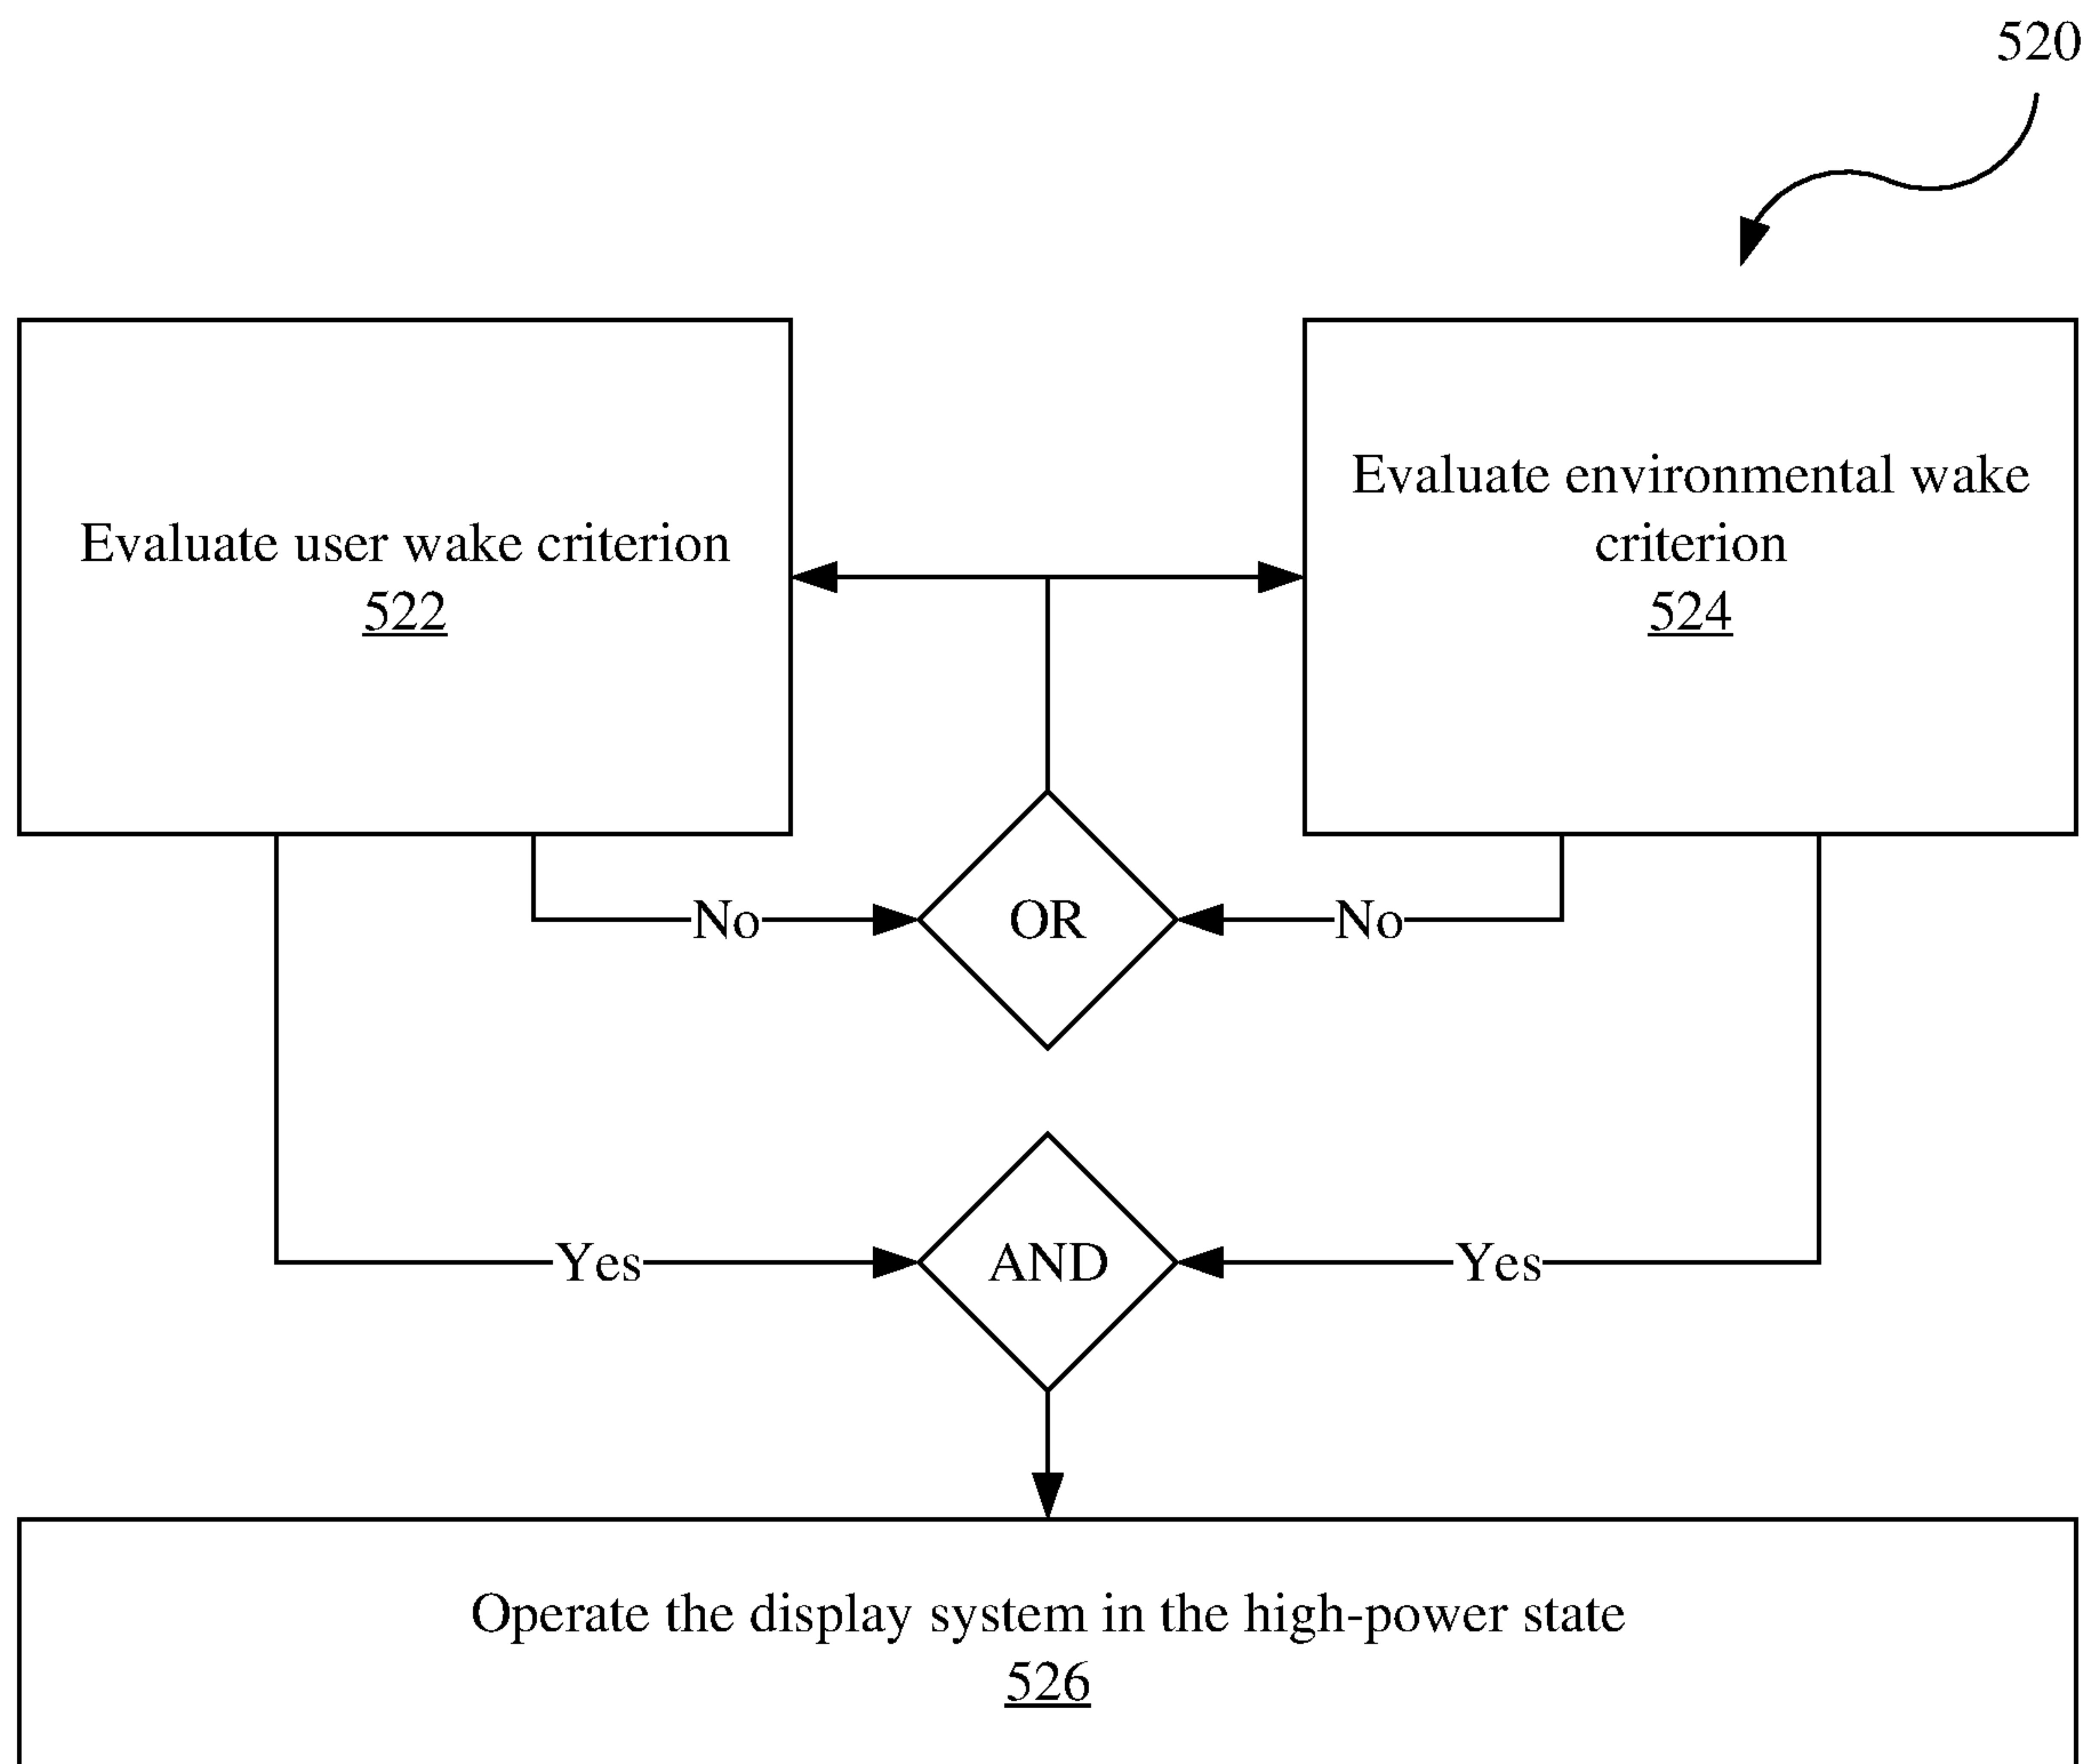 520
Evaluate user wake criterion
522
Evaluate environmental wake
criterion
524
No
OR
No
Yes
AND
Yes
Operate the display system in the high-power state
526